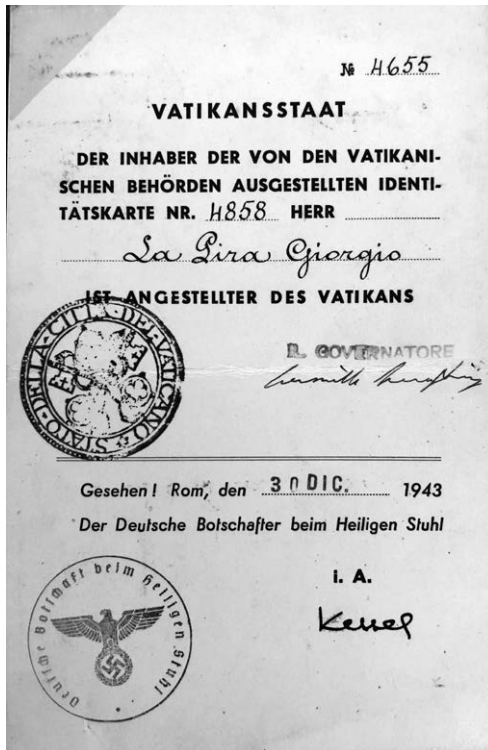 № 4655
VATIKANSSTAAT
DER INHABER DER VON DEN VATIKANI-
SCHEN BEHÖRDEN AUSGESTELLTEN IDENTI-
TÄTSKARTE NR. 4858 HERR
La Pira Giorgio
IST ANGESTELLTER DES VATIKANS
STATO DELLA CITTÀ DEL VATICANO
IL GOVERNATORE
Gesehen! Rom, den 30 DIC. 1943
Der Deutsche Botschafter beim Heiligen Stuhl
Deutsche Botschaft beim Heiligen Stuhl
i. A.
Kessel